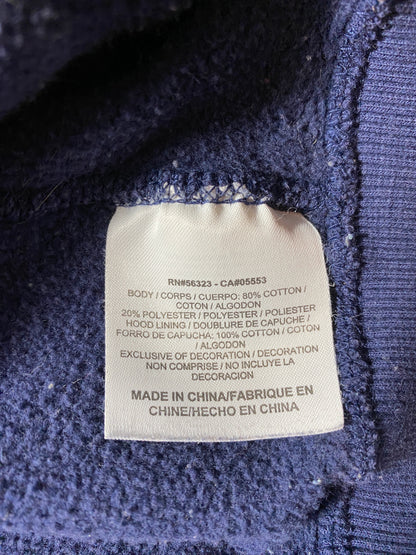 RN#56323 - CA#05553
BODY / CORPS / CUERPO: 80% COTTON /
COTON / ALGODON
20% POLYESTER / POLYESTER / POLIESTER
HOOD LINING / DOUBLURE DE CAPUCHE /
FORRO DE CAPUCHA: 100% COTTON / COTON
/ ALGODON
EXCLUSIVE OF DECORATION / DECORATION
NON COMPRISE / NO INCLUYE LA
DECORACION
MADE IN CHINA/FABRIQUE EN
CHINE/HECHO EN CHINA